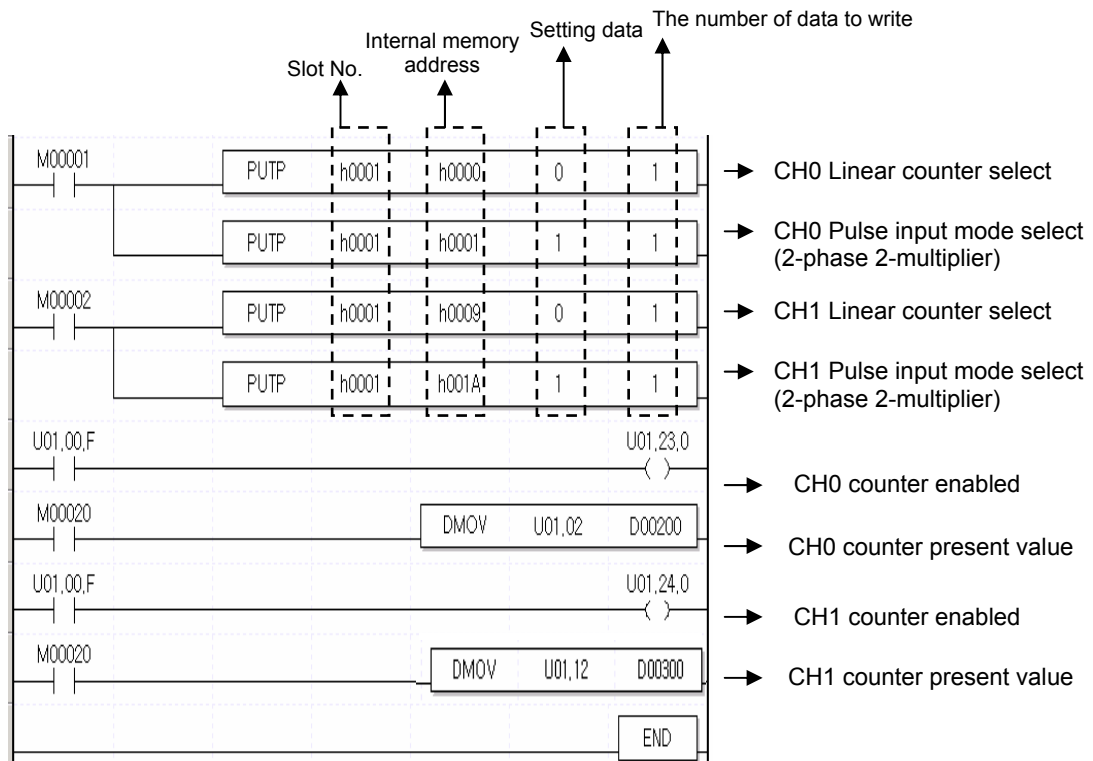 The number of data to write
Setting data
Internal memory
address
Slot No.
M00001
PUTP h0001 h0000 0 1
CH0 Linear counter select
PUTP h0001 h0001 1 1
CH0 Pulse input mode select
(2-phase 2-multiplier)
M00002
PUTP h0001 h0009 0 1
CH1 Linear counter select
PUTP h0001 h001A 1 1
CH1 Pulse input mode select
(2-phase 2-multiplier)
U01,00,F U01,23,0
CH0 counter enabled
M00020
DMOV U01,02 D00200
CH0 counter present value
U01,00,F U01,24,0
CH1 counter enabled
M00020
DMOV U01,12 D00300
CH1 counter present value
END